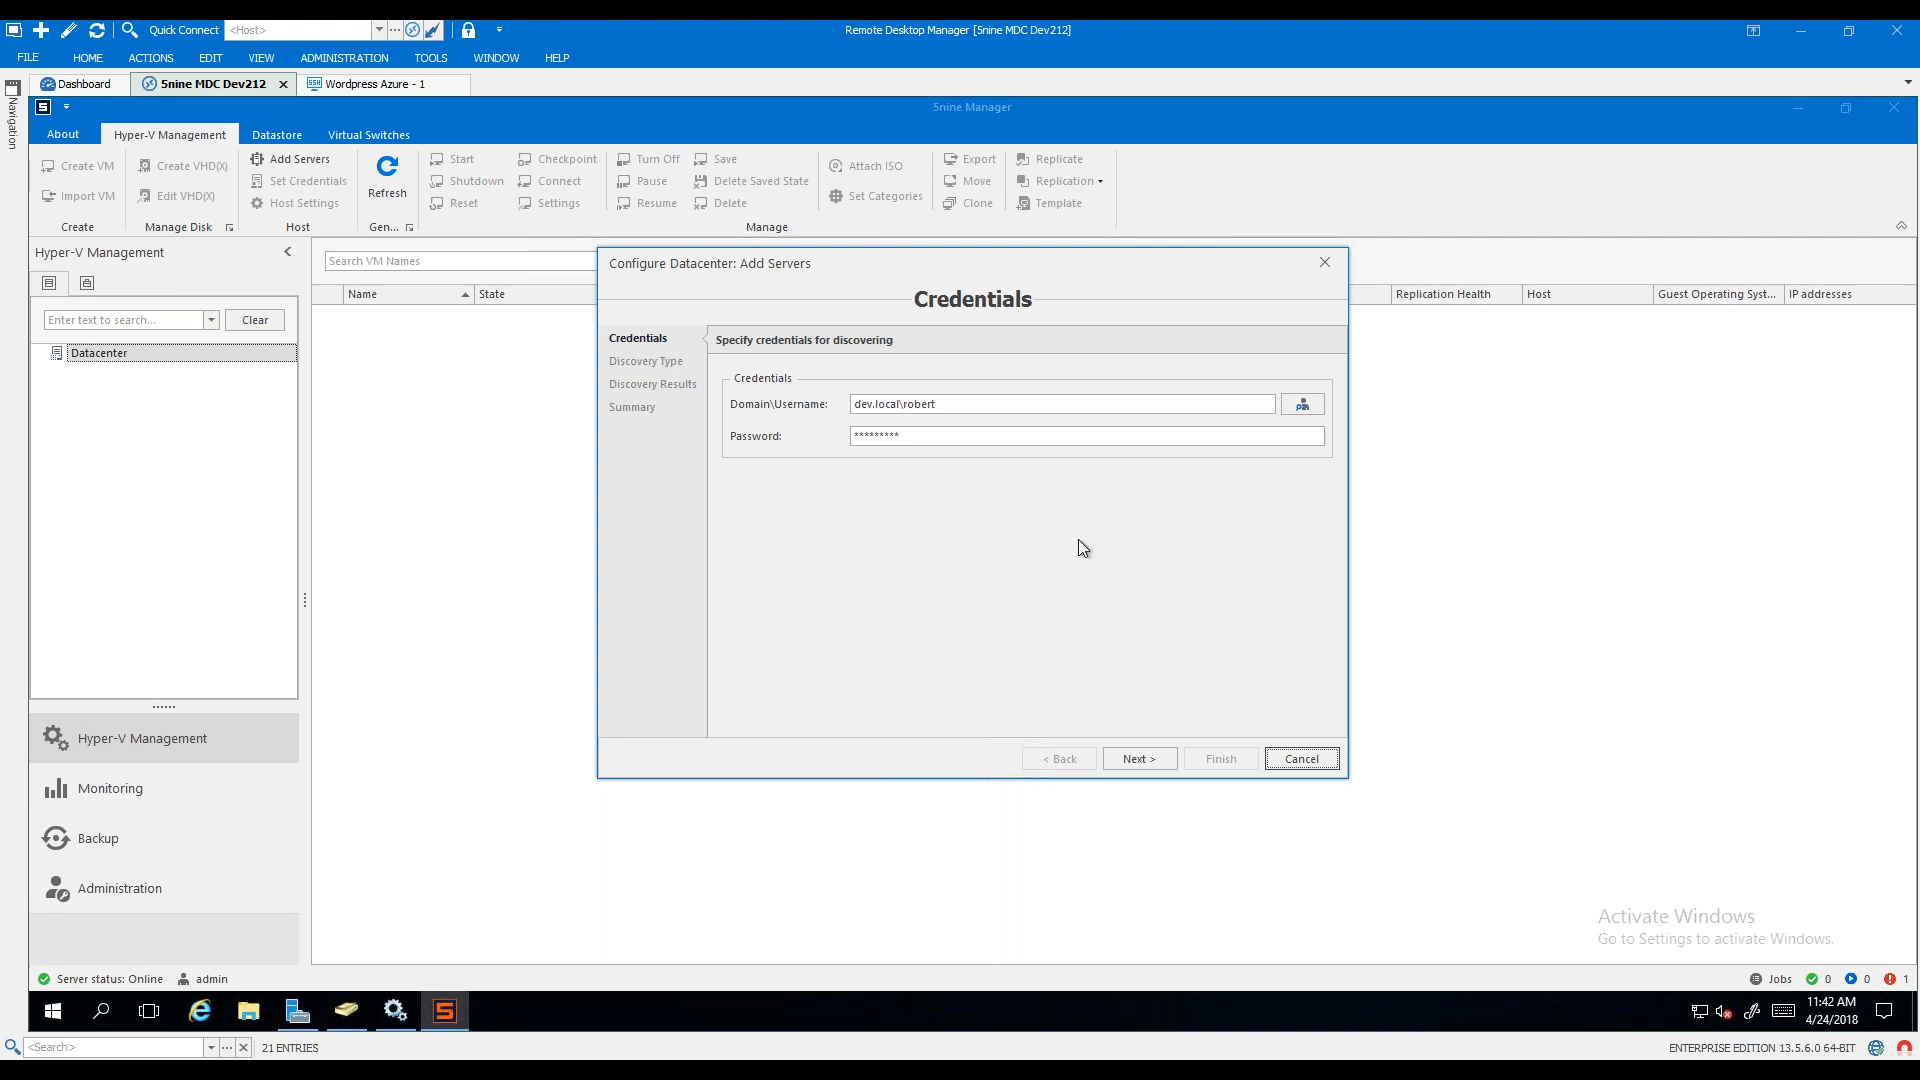 Quick Connect <Host> Remote Desktop Manager [5nine MDC Dev212]
FILE HOME ACTIONS EDIT VIEW ADMINISTRATION TOOLS WINDOW HELP
Navigation
Dashboard 5nine MDC Dev212 Wordpress Azure - 1
5nine Manager
About Hyper-V Management Datastore Virtual Switches
Create VM Create VHD(X) Add Servers Start Checkpoint Turn Off Save Attach ISO Export Replicate
Import VM Edit VHD(X) Set Credentials Refresh Shutdown Connect Pause Delete Saved State Set Categories Move Replication
Host Settings Reset Settings Resume Delete Clone Template
Create Manage Disk Host Gen... Manage
Hyper-V Management
Search VM Names
Name State Replication Health Host Guest Operating Syst... IP addresses
Enter text to search... Clear
Datacenter
Configure Datacenter: Add Servers
Credentials
Credentials
Discovery Type
Discovery Results
Summary
Specify credentials for discovering
Credentials
Domain\Username: dev.local\robert
Password: *********
< Back Next > Finish Cancel
Hyper-V Management
Monitoring
Backup
Administration
Activate Windows
Go to Settings to activate Windows.
Server status: Online admin Jobs 0 0 1
11:42 AM
4/24/2018
<Search> 21 ENTRIES ENTERPRISE EDITION 13.5.6.0 64-BIT